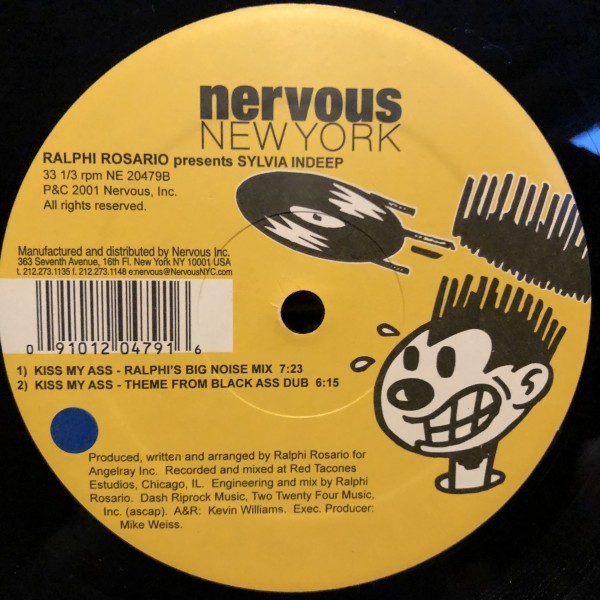 nervous
NEW YORK
RALPHI ROSARIO presents SYLVIA INDEEP
33 1/3 rpm NE 20479B
P&C 2001 Nervous, Inc.
All rights reserved.
Manufactured and distributed by Nervous Inc.
363 Seventh Avenue, 16th Fl. New York NY 10001 USA
t. 212.273.1135 f. 212.273.1148 e:nervous@NervousNYC.com
0 91012 04791 6
1) KISS MY ASS - RALPHI'S BIG NOISE MIX 7:23
2) KISS MY ASS - THEME FROM BLACK ASS DUB 6:15
Produced, written and arranged by Ralphi Rosario for
Angelray Inc. Recorded and mixed at Red Tacones
Estudios, Chicago, IL. Engineering and mix by Ralphi
Rosario. Dash Riprock Music, Two Twenty Four Music,
Inc. (ascap). A&R: Kevin Williams. Exec. Producer:
Mike Weiss.